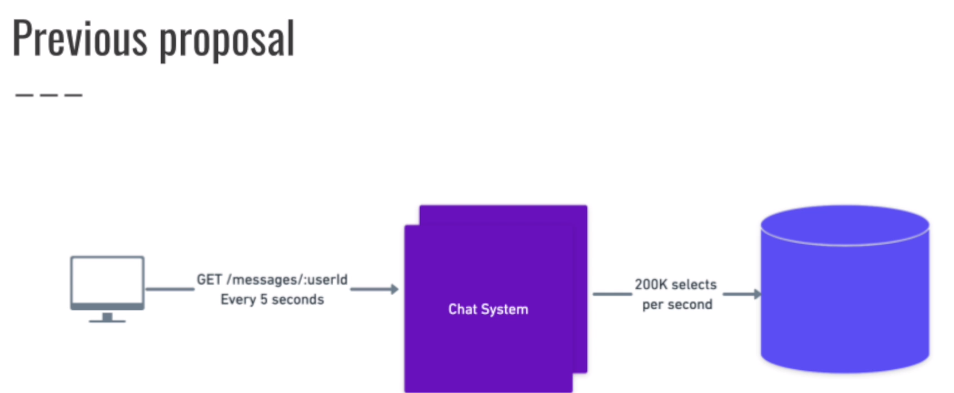 Previous proposal
GET /messages/:userId
Every 5 seconds
Chat System
200K selects
per second